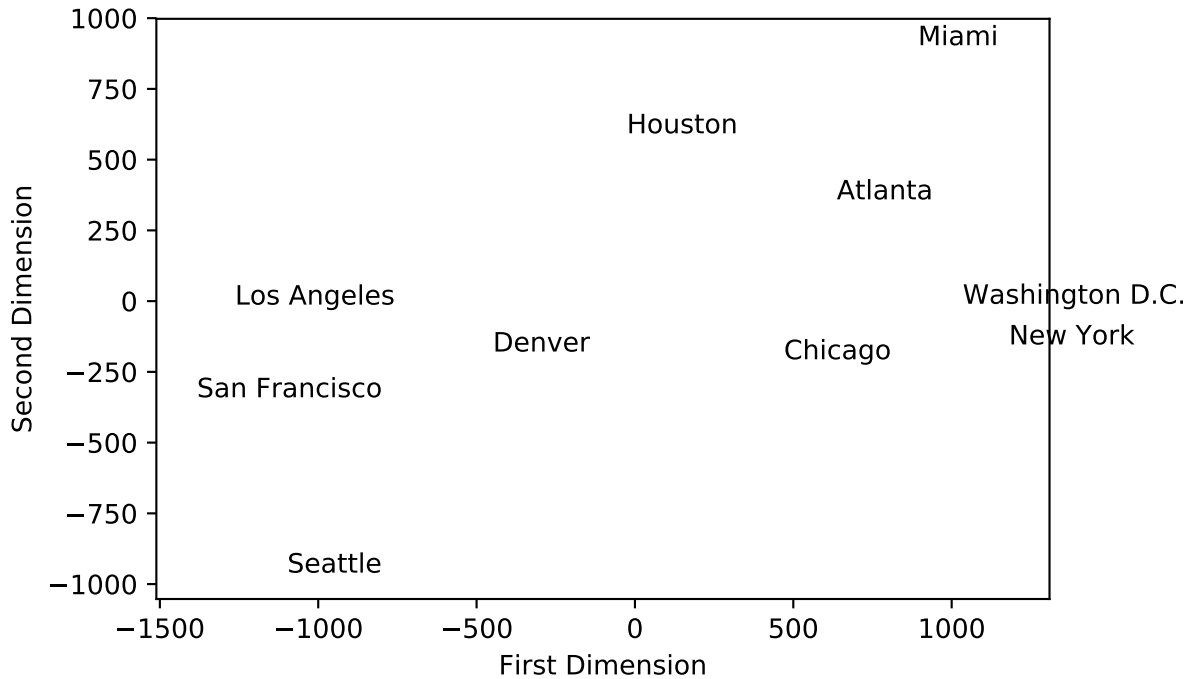 1000
Miami
750
Houston
500
Atlanta
250
Los Angeles
Washington D.C.
0
New York
Denver
Chicago
−250
San Francisco
−500
−750
Seattle
−1000
Second Dimension
−1500 −1000 −500 0 500 1000
First Dimension